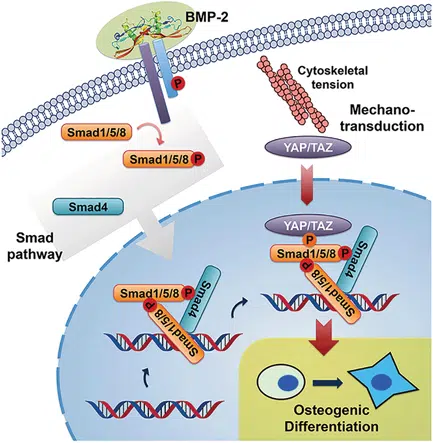 BMP-2
P
Cytoskeletal
tension
Mechano-
transduction
Smad1/5/8
Smad1/5/8 P
YAP/TAZ
Smad4
Smad
pathway
YAP/TAZ
P
Smad1/5/8 P
P
Smad4
Smad1/5/8
Smad1/5/8 P
P
Smad4
Smad1/5/8
Osteogenic
Differentiation